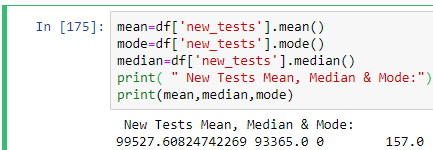 In [175]: mean=df['new_tests'].mean()
mode=df['new_tests'].mode()
median=df['new_tests'].median()
print( " New Tests Mean, Median & Mode:")
print(mean,median,mode)
New Tests Mean, Median & Mode:
99527.60824742269 93365.0 0 157.0